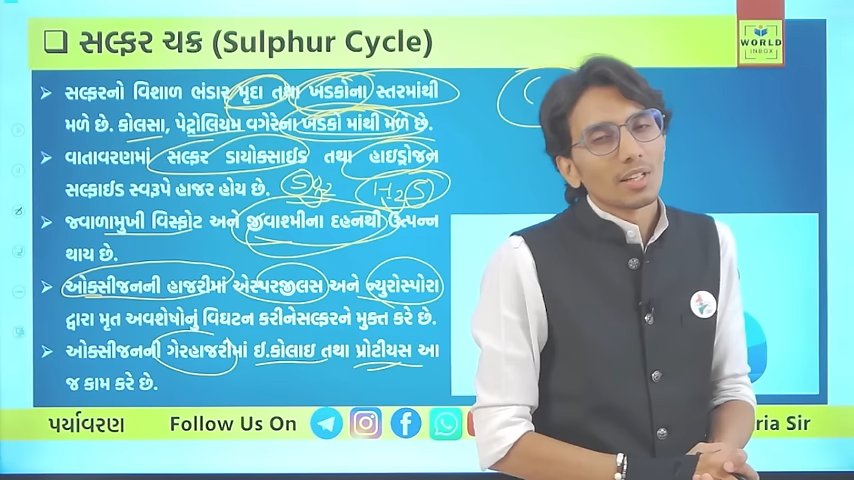 ❑ સલ્ફર ચક્ર (Sulphur Cycle)
WORLD
INBOX
➤ સલ્ફરનો વિશાળ ભંડાર મૃદા તથા ખડકોના સ્તરમાંથી
મળે છે. કોલસા, પેટ્રોલિયમ વગેરેના ખડકો માંથી મળે છે.
➤ વાતાવરણમાં સલ્ફર ડાયોક્સાઈડ તથા હાઇડ્રોજન
સલ્ફાઈડ સ્વરૂપે હાજર હોય છે. SO2 H2S
➤ જ્વાળામુખી વિસ્ફોટ અને જીવાશ્મીના દહનથી ઉત્પન્ન
થાય છે.
➤ ઓક્સીજનની હાજરીમાં એસ્પરજીલસ અને ન્યુરોસ્પોરા
દ્વારા મૃત અવશેષોનું વિઘટન કરીનેસલ્ફરને મુક્ત કરે છે.
➤ ઓક્સીજનની ગેરહાજરીમાં ઈ.કોલાઇ તથા પ્રોટીયસ આ
જ કામ કરે છે.
પર્યાવરણ Follow Us On ria Sir